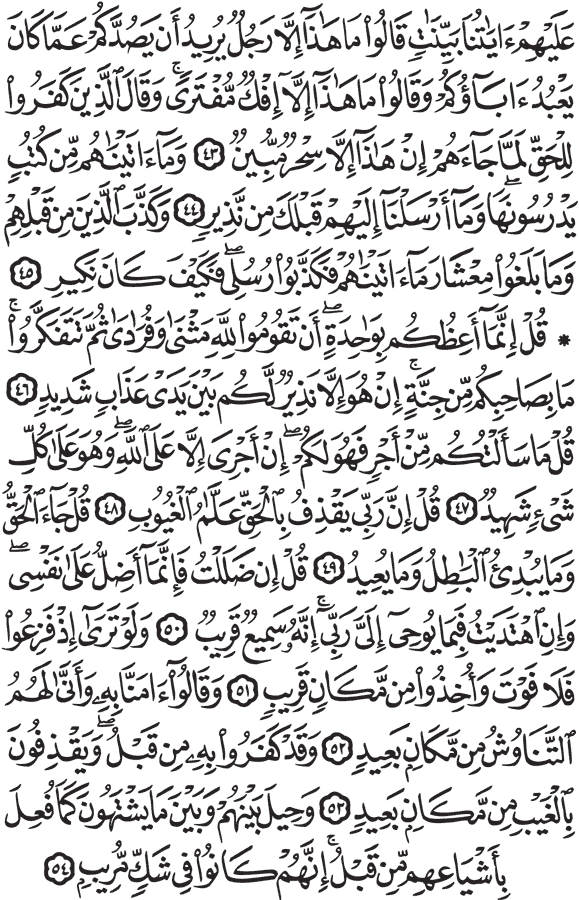 عَلَيْهِمْ ءَايَٰتُنَا بَيِّنَٰتٍ قَالُوا۟ مَا هَٰذَآ إِلَّا رَجُلٌ يُرِيدُ أَن يَصُدَّكُمْ عَمَّا كَانَ
يَعْبُدُ ءَابَآؤُكُمْ وَقَالُوا۟ مَا هَٰذَآ إِلَّآ إِفْكٌ مُّفْتَرًى ۚ وَقَالَ ٱلَّذِينَ كَفَرُوا۟
لِلْحَقِّ لَمَّا جَآءَهُمْ إِنْ هَٰذَآ إِلَّا سِحْرٌ مُّبِينٌ ٤٣ وَمَآ ءَاتَيْنَٰهُم مِّن كُتُبٍ
يَدْرُسُونَهَا ۖ وَمَآ أَرْسَلْنَآ إِلَيْهِمْ قَبْلَكَ مِن نَّذِيرٍ ٤٤ وَكَذَّبَ ٱلَّذِينَ مِن قَبْلِهِمْ
وَمَا بَلَغُوا۟ مِعْشَارَ مَآ ءَاتَيْنَٰهُمْ فَكَذَّبُوا۟ رُسُلِى ۖ فَكَيْفَ كَانَ نَكِيرِ ٤٥
* قُلْ إِنَّمَآ أَعِظُكُم بِوَٰحِدَةٍ ۖ أَن تَقُومُوا۟ لِلَّهِ مَثْنَىٰ وَفُرَٰدَىٰ ثُمَّ تَتَفَكَّرُوا۟ ۚ
مَا بِصَاحِبِكُم مِّن جِنَّةٍ ۚ إِنْ هُوَ إِلَّا نَذِيرٌ لَّكُم بَيْنَ يَدَىْ عَذَابٍ شَدِيدٍ ٤٦
قُلْ مَا سَأَلْتُكُم مِّنْ أَجْرٍ فَهُوَ لَكُمْ ۖ إِنْ أَجْرِىَ إِلَّا عَلَى ٱللَّهِ ۖ وَهُوَ عَلَىٰ كُلِّ
شَىْءٍ شَهِيدٌ ٤٧ قُلْ إِنَّ رَبِّى يَقْذِفُ بِٱلْحَقِّ عَلَّٰمُ ٱلْغُيُوبِ ٤٨ قُلْ جَآءَ ٱلْحَقُّ
وَمَا يُبْدِئُ ٱلْبَٰطِلُ وَمَا يُعِيدُ ٤٩ قُلْ إِن ضَلَلْتُ فَإِنَّمَآ أَضِلُّ عَلَىٰ نَفْسِى ۖ
وَإِنِ ٱهْتَدَيْتُ فَبِمَا يُوحِىٓ إِلَىَّ رَبِّىٓ ۚ إِنَّهُۥ سَمِيعٌ قَرِيبٌ ٥٠ وَلَوْ تَرَىٰٓ إِذْ فَزِعُوا۟
فَلَا فَوْتَ وَأُخِذُوا۟ مِن مَّكَانٍ قَرِيبٍ ٥١ وَقَالُوٓا۟ ءَامَنَّا بِهِۦ وَأَنَّىٰ لَهُمُ
ٱلتَّنَاوُشُ مِن مَّكَانٍۭ بَعِيدٍ ٥٢ وَقَدْ كَفَرُوا۟ بِهِۦ مِن قَبْلُ ۖ وَيَقْذِفُونَ
بِٱلْغَيْبِ مِن مَّكَانٍۭ بَعِيدٍ ٥٣ وَحِيلَ بَيْنَهُمْ وَبَيْنَ مَا يَشْتَهُونَ كَمَا فُعِلَ
بِأَشْيَاعِهِم مِّن قَبْلُ ۚ إِنَّهُمْ كَانُوا۟ فِى شَكٍّ مُّرِيبٍۭ ٥٤